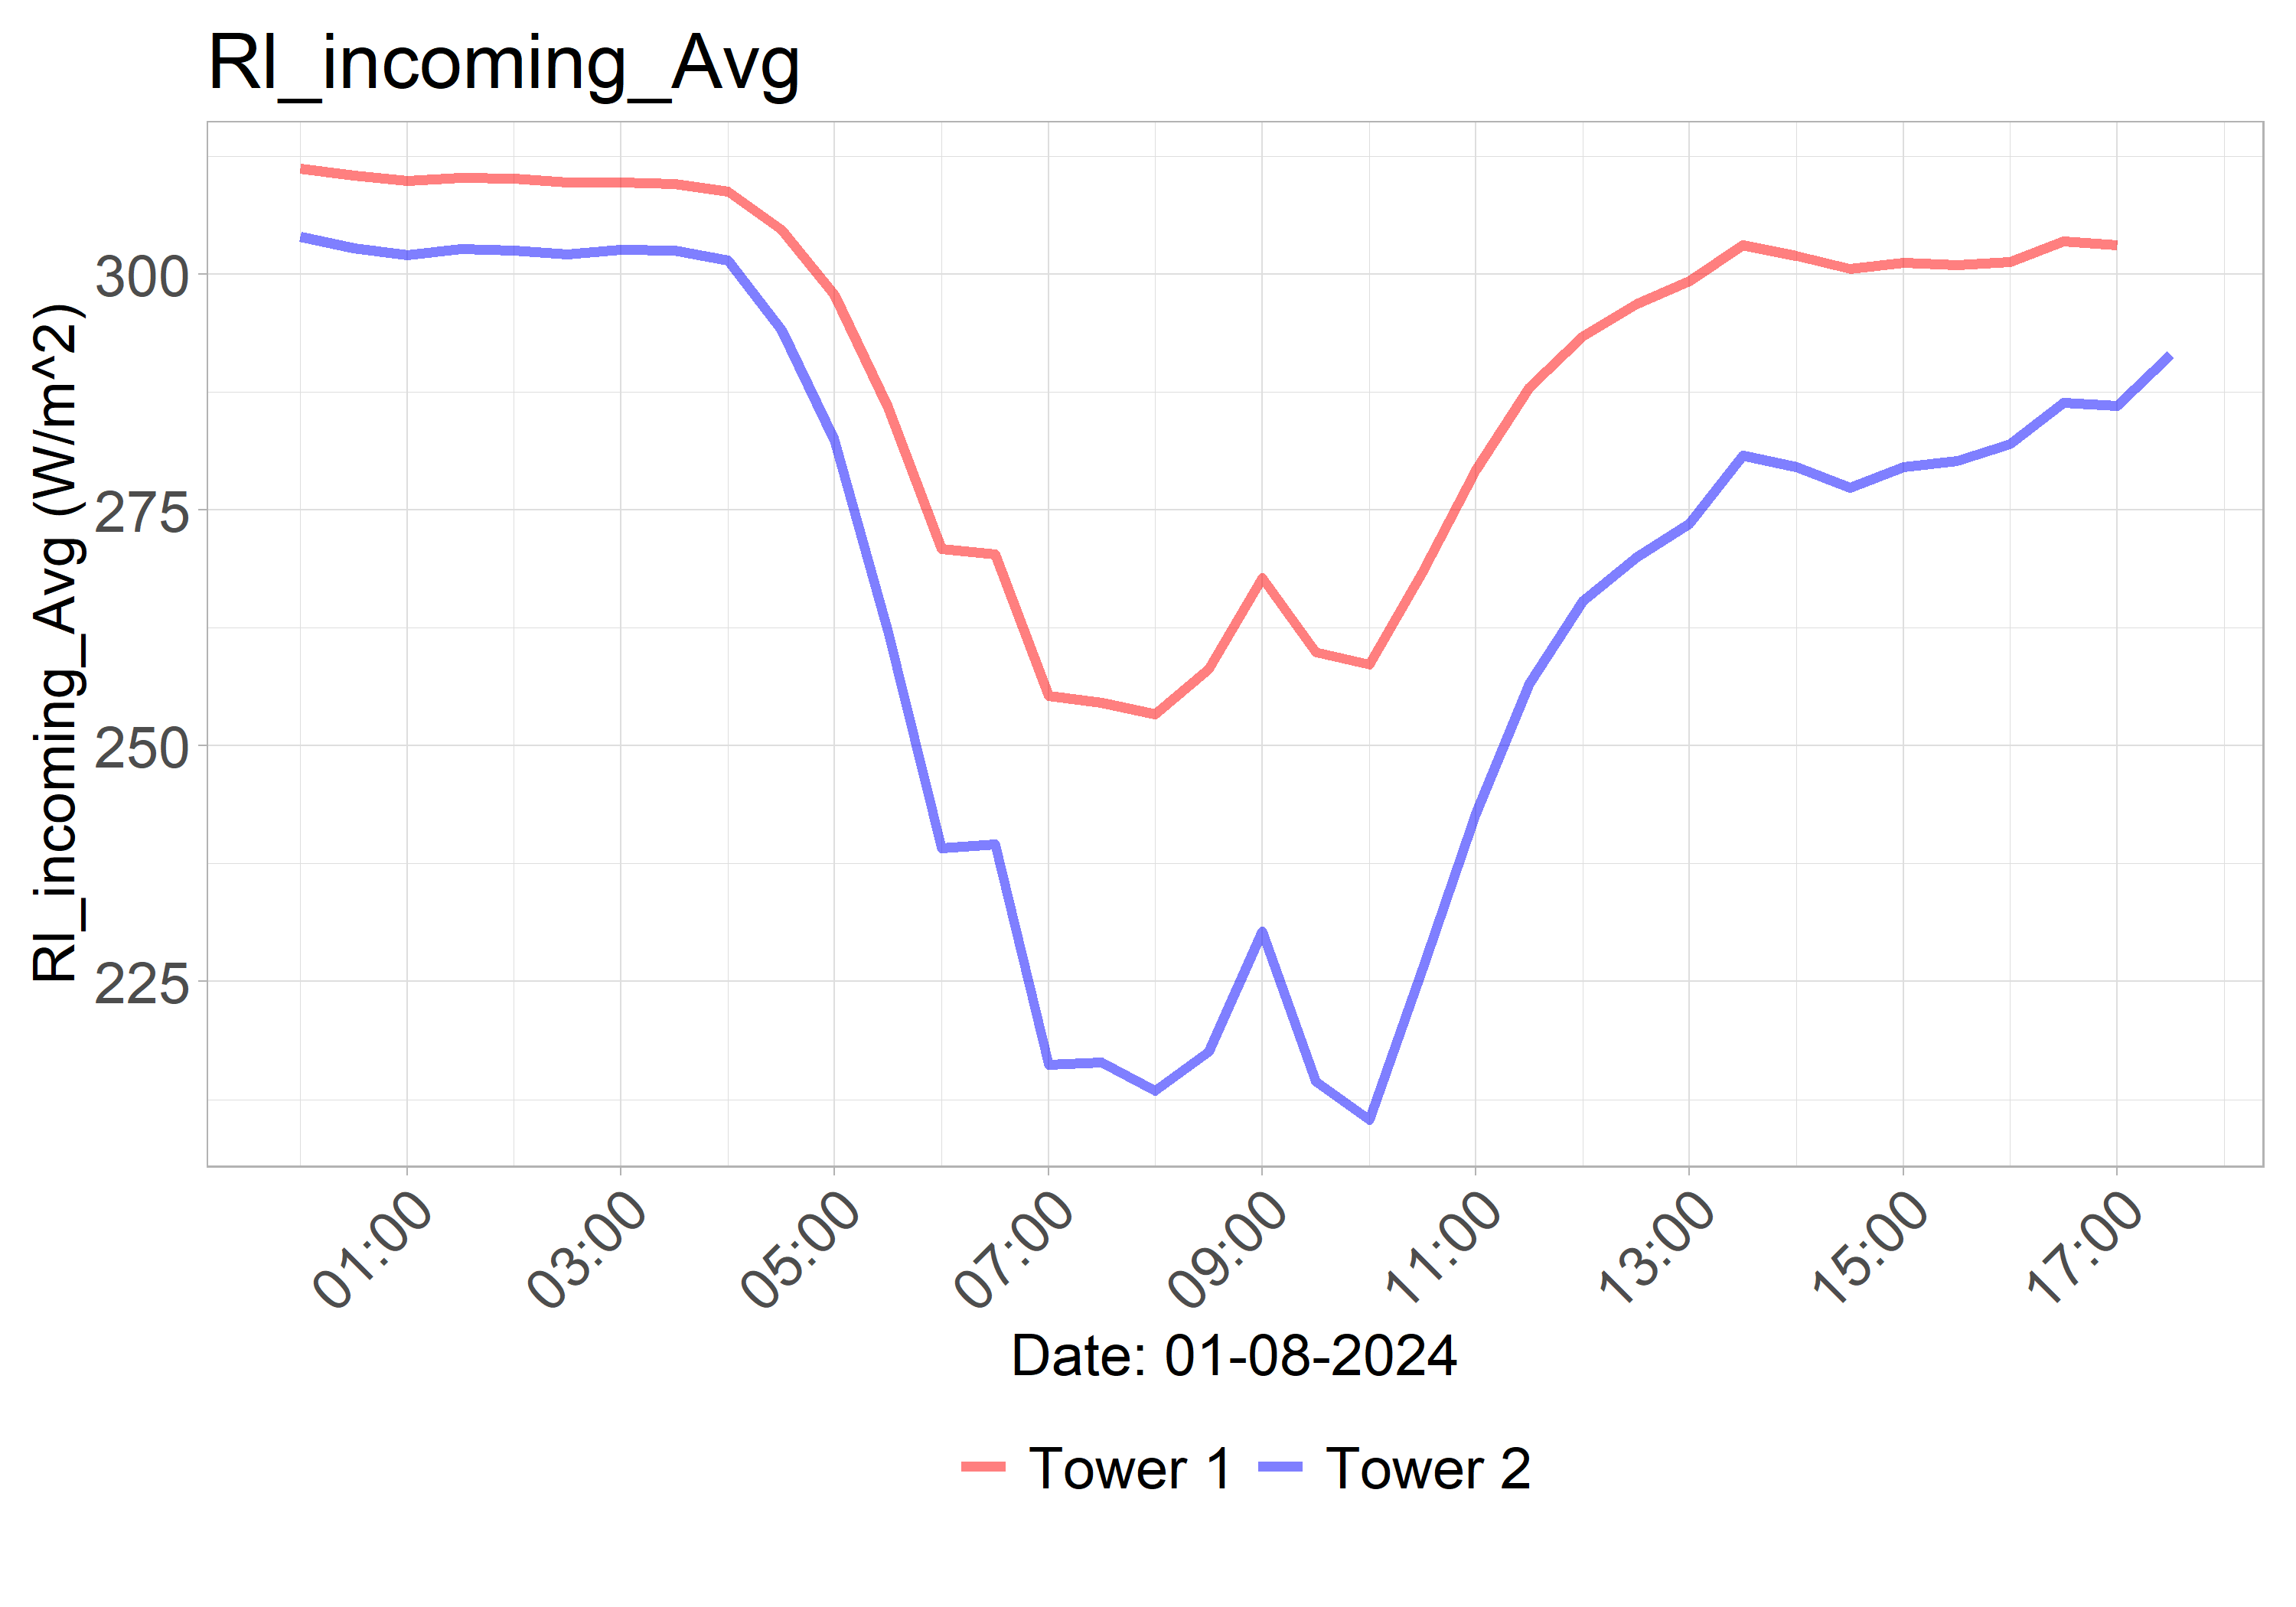 Rl_incoming_Avg
Rl_incoming_Avg (W/m^2)
300
275
250
225
01:00
03:00
05:00
07:00
09:00
11:00
13:00
15:00
17:00
Date: 01-08-2024
Tower 1
Tower 2